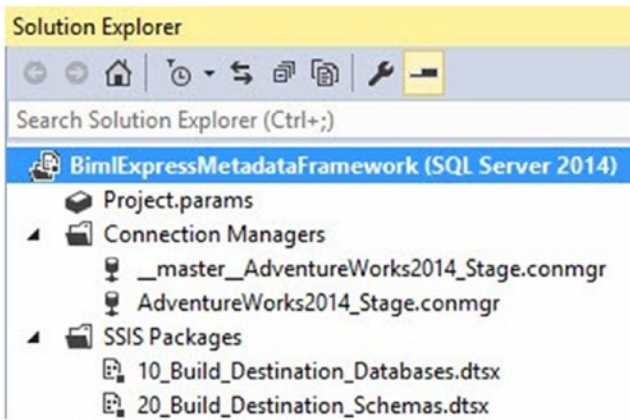 Solution Explorer
Search Solution Explorer (Ctrl+;)
BimlExpressMetadataFramework (SQL Server 2014)
Project.params
Connection Managers
__master__AdventureWorks2014_Stage.conmgr
AdventureWorks2014_Stage.conmgr
SSIS Packages
10_Build_Destination_Databases.dtsx
20_Build_Destination_Schemas.dtsx